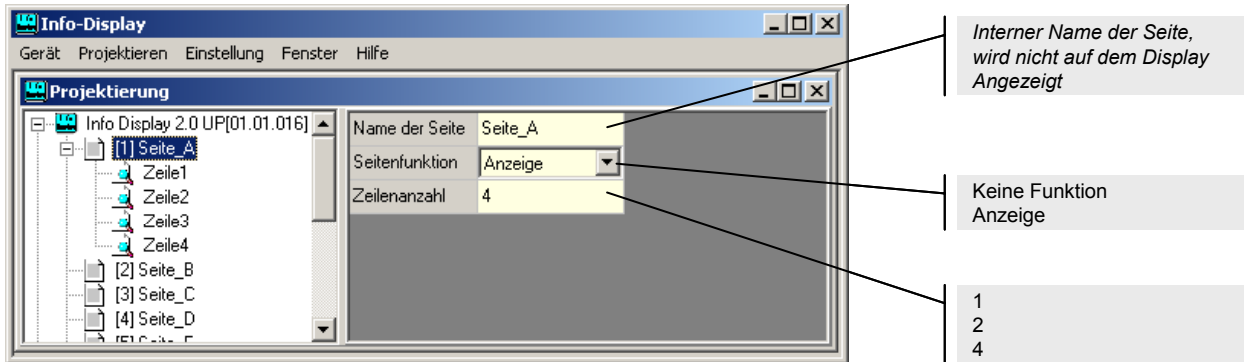 Info-Display
Gerät Projektieren Einstellung Fenster Hilfe
Projektierung
Info Display 2.0 UP[01.01.016]
[1] Seite_A
Zeile1
Zeile2
Zeile3
Zeile4
[2] Seite_B
[3] Seite_C
[4] Seite_D
Name der Seite Seite_A
Seitenfunktion Anzeige
Zeilenanzahl 4
Interner Name der Seite,
wird nicht auf dem Display
Angezeigt
Keine Funktion
Anzeige
1
2
4